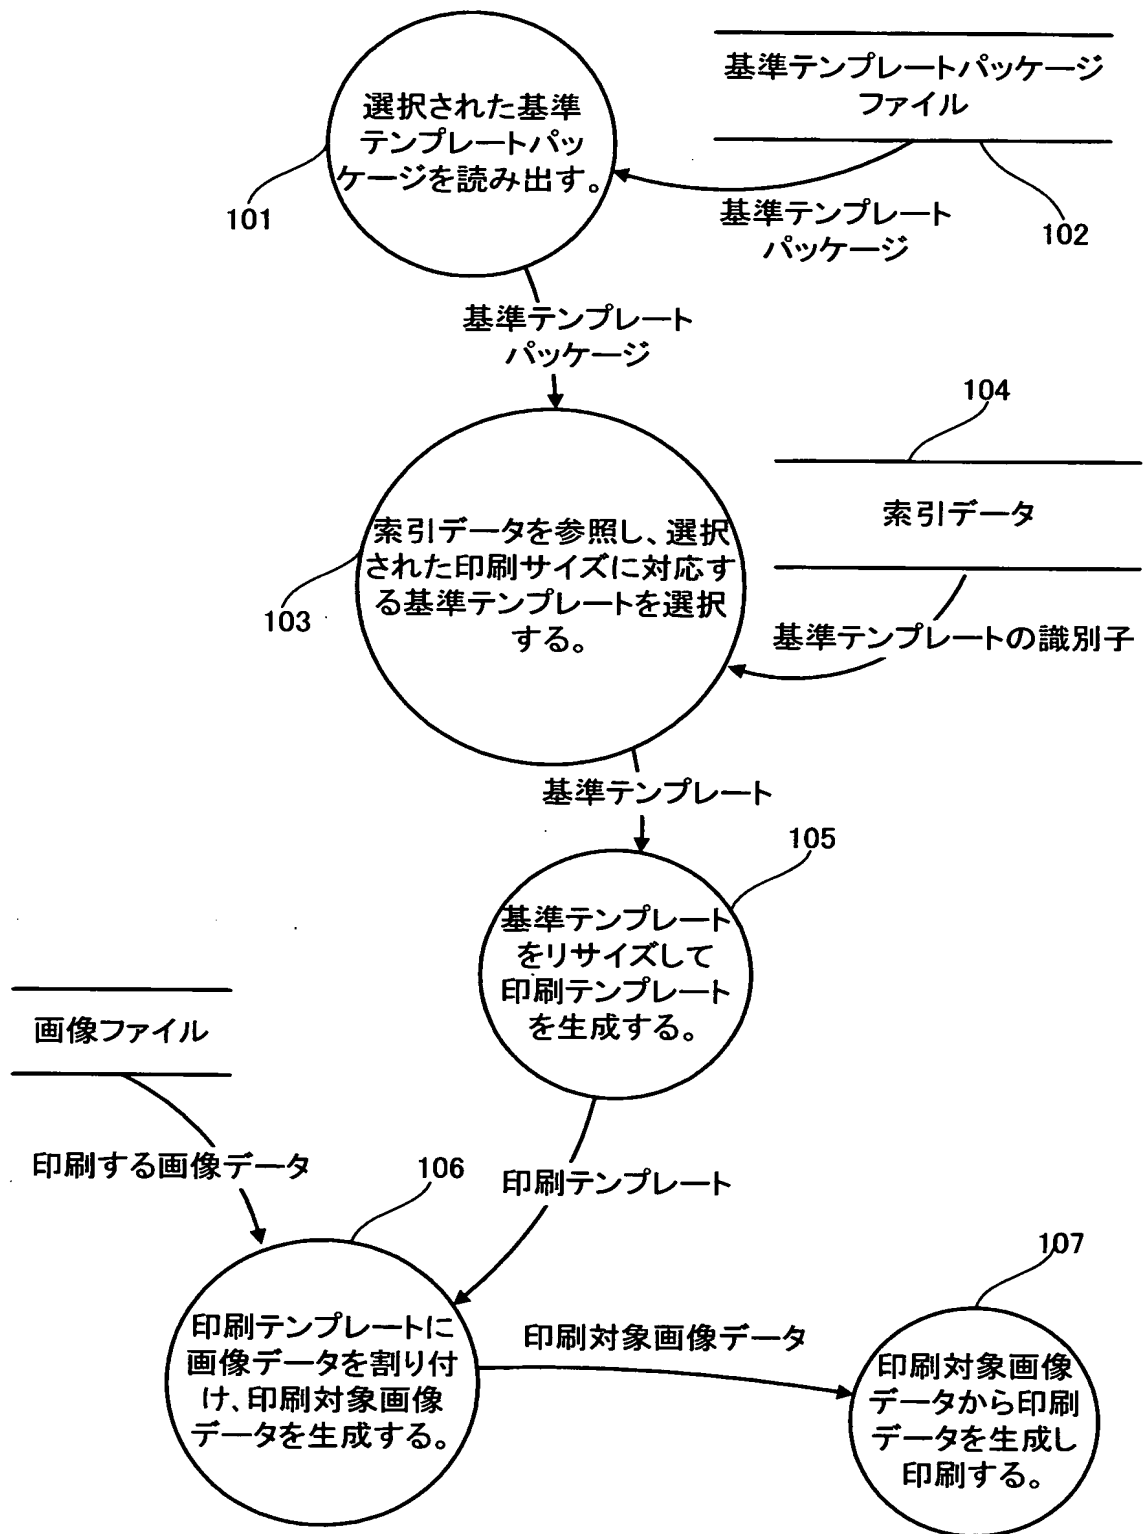 選択された基準
テンプレートパッ
ケージを読み出す。
101
基準テンプレートパッケージ
ファイル
102
基準テンプレート
パッケージ
基準テンプレート
パッケージ
104
索引データ
索引データを参照し、選択
された印刷サイズに対応す
る基準テンプレートを選択
する。
103
基準テンプレートの識別子
基準テンプレート
105
基準テンプレート
をリサイズして
印刷テンプレート
を生成する。
画像ファイル
印刷する画像データ
106
印刷テンプレート
107
印刷テンプレートに
画像データを割り付
け、印刷対象画像
データを生成する。
印刷対象画像データ
印刷対象画像
データから印刷
データを生成し
印刷する。